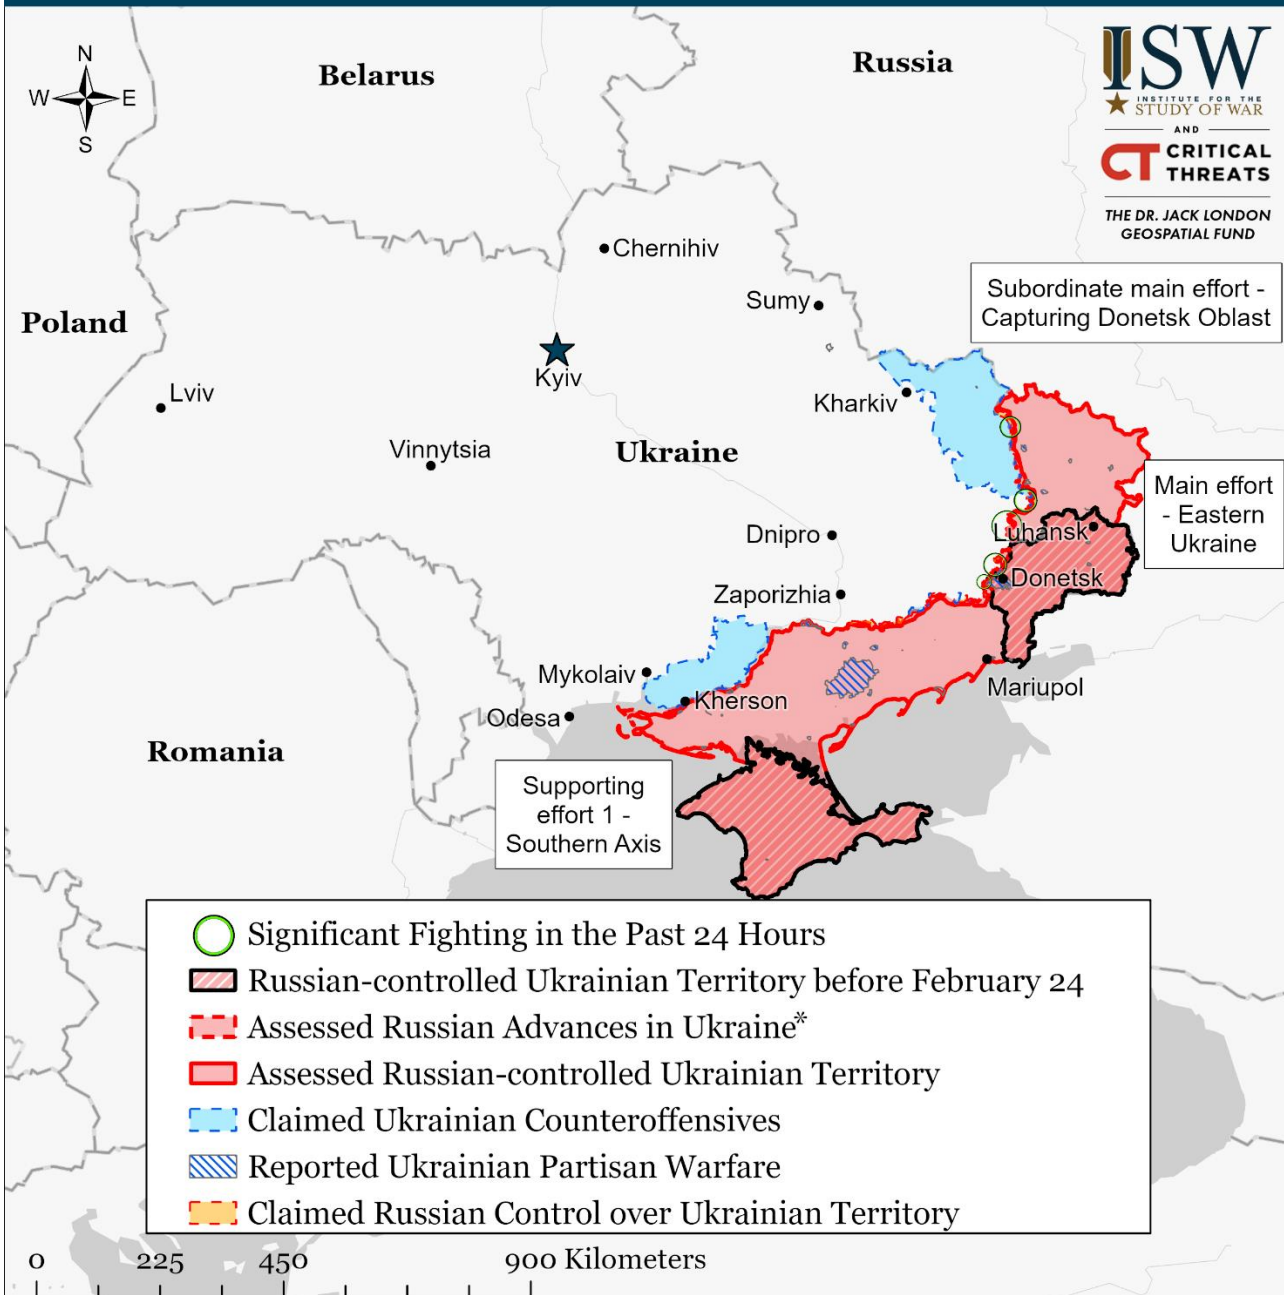 N
W E
S
Belarus
Russia
ISW
INSTITUTE FOR THE
STUDY OF WAR
AND
CT CRITICAL
THREATS
THE DR. JACK LONDON
GEOSPATIAL FUND
Chernihiv
Subordinate main effort -
Capturing Donetsk Oblast
Sumy
Poland
Kyiv
Lviv
Kharkiv
Vinnytsia
Ukraine
Main effort
- Eastern
Ukraine
Dnipro
Luhansk
Donetsk
Zaporizhia
Mykolaiv
Mariupol
Kherson
Odesa
Romania
Supporting
effort 1 -
Southern Axis
Significant Fighting in the Past 24 Hours
Russian-controlled Ukrainian Territory before February 24
Assessed Russian Advances in Ukraine*
Assessed Russian-controlled Ukrainian Territory
Claimed Ukrainian Counteroffensives
Reported Ukrainian Partisan Warfare
Claimed Russian Control over Ukrainian Territory
0 225 450 900 Kilometers